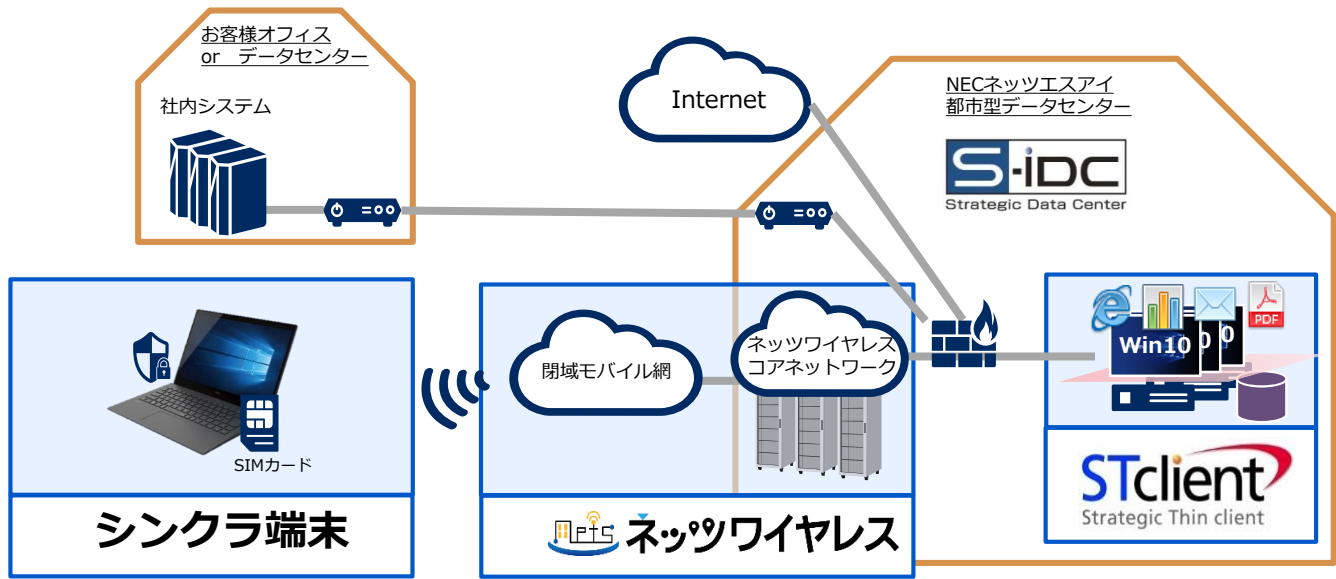 お客様オフィス
or　データセンター
社内システム
Internet
NECネッツエスアイ
都市型データセンター
S-iDC
Strategic Data Center
SIMカード
シンクラ端末
閉域モバイル網
ネッツワイヤレス
コアネットワーク
Nets ネッツワイヤレス
PDF
Win10 0 0
STclient
Strategic Thin client